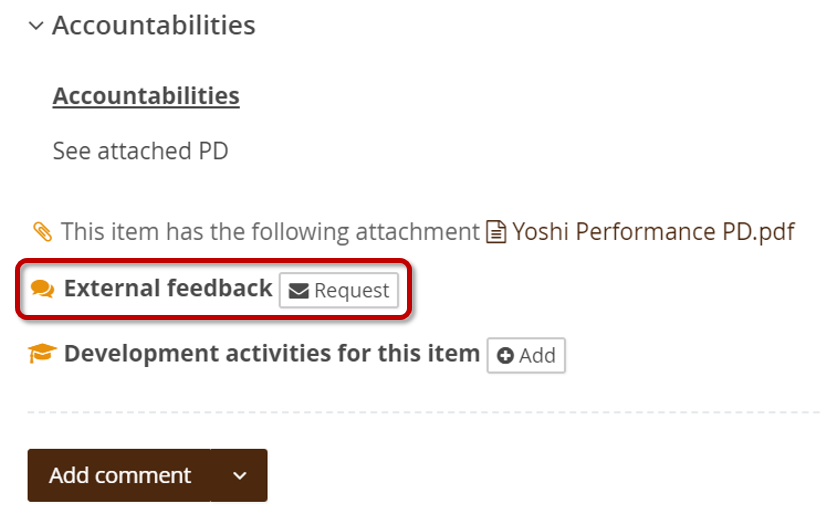 Accountabilities
Accountabilities
See attached PD
This item has the following attachment Yoshi Performance PD.pdf
External feedback Request
Development activities for this item Add
Add comment